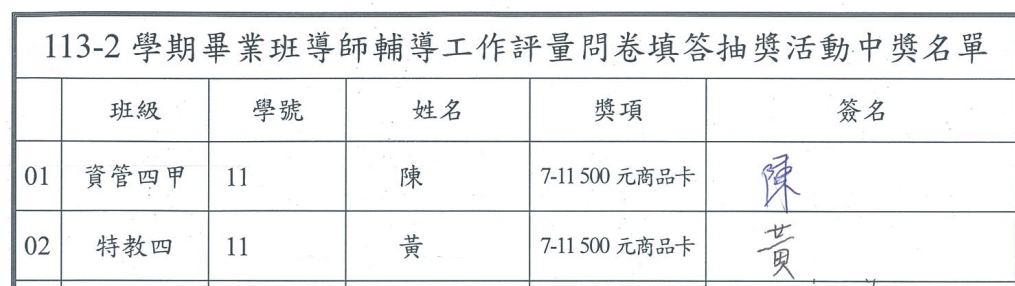 113-2 學期畢業班導師輔導工作評量問卷填答抽獎活動中獎名單
班級 學號 姓名 獎項 簽名
01 資管四甲 11 陳 7-11 500 元商品卡 陳
02 特教四 11 黃 7-11 500 元商品卡 黃